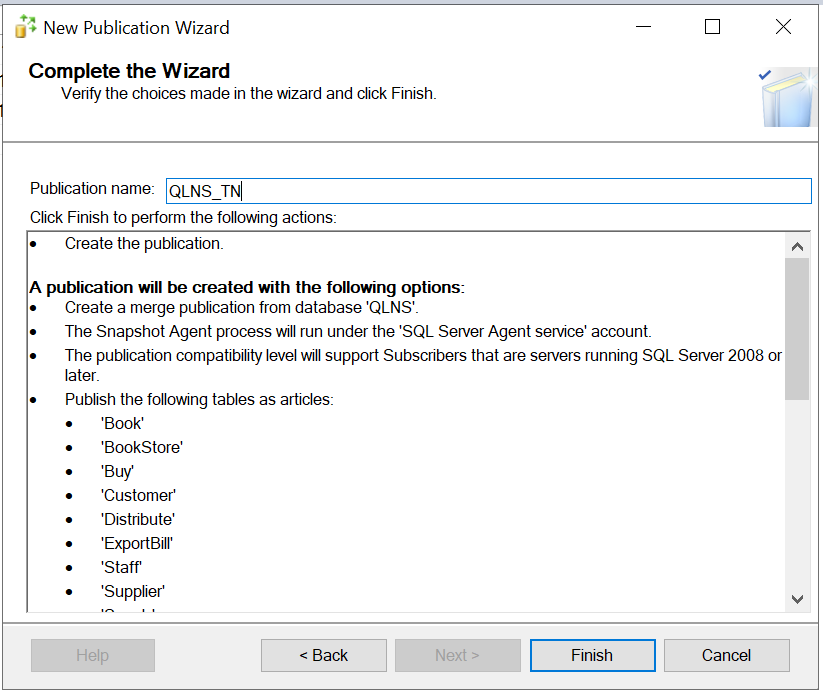 New Publication Wizard
Complete the Wizard
Verify the choices made in the wizard and click Finish.
Publication name: QLNS_TN
Click Finish to perform the following actions:
• Create the publication.
A publication will be created with the following options:
• Create a merge publication from database 'QLNS'.
• The Snapshot Agent process will run under the 'SQL Server Agent service' account.
• The publication compatibility level will support Subscribers that are servers running SQL Server 2008 or
later.
• Publish the following tables as articles:
• 'Book'
• 'BookStore'
• 'Buy'
• 'Customer'
• 'Distribute'
• 'ExportBill'
• 'Staff'
• 'Supplier'
Help < Back Next > Finish Cancel